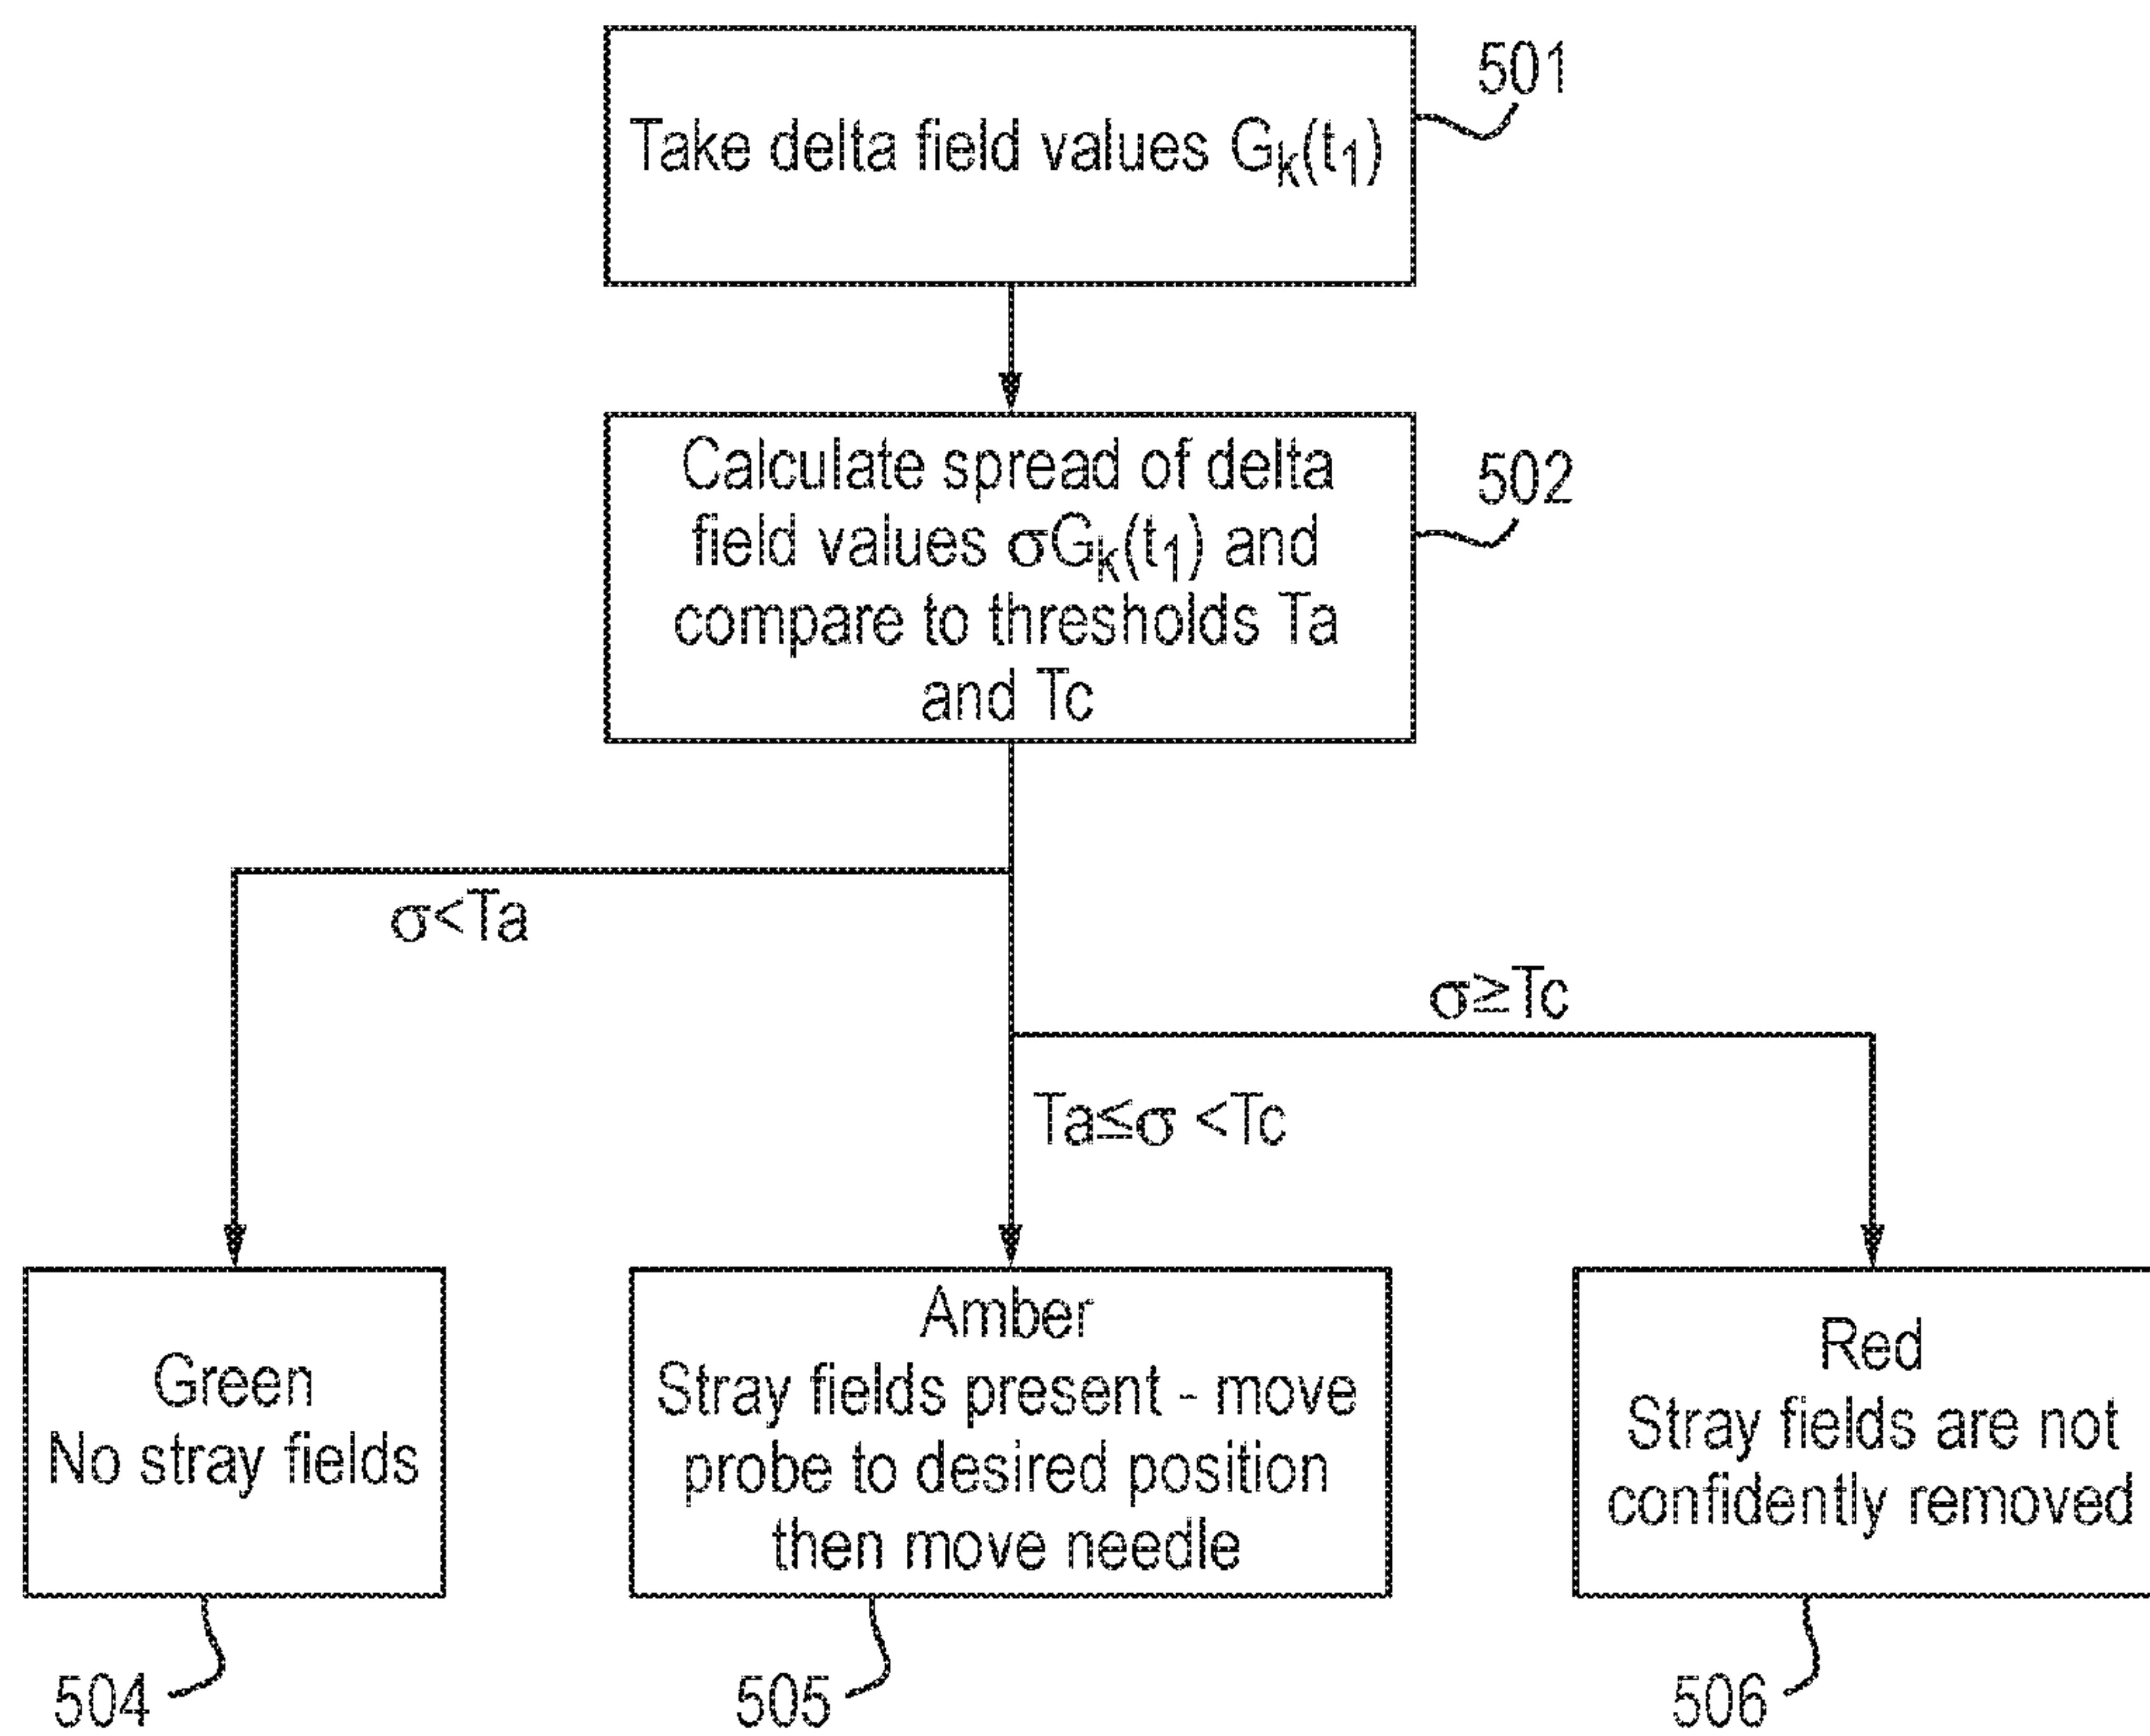 501
Take delta field values Gk(t1)
Calculate spread of delta
field values σGk(t1) and
compare to thresholds Ta
and Tc
502
σ<Ta
σ≧Tc
Ta≦σ <Tc
Green
No stray fields
Amber
Stray fields present - move
probe to desired position
then move needle
Red
Stray fields are not
confidently removed
504
505
506